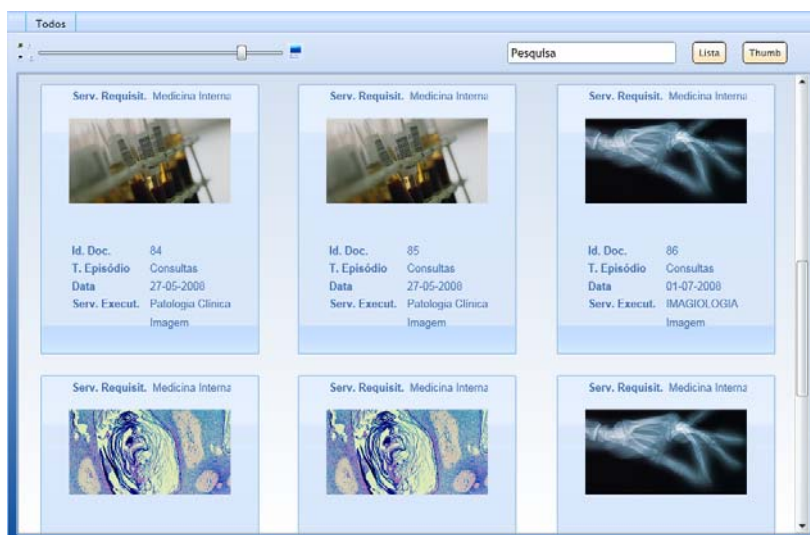 Todos
Pesquisa
Lista
Thumb
Serv. Requisit. Medicina Interna
Serv. Requisit. Medicina Interna
Serv. Requisit. Medicina Interna
Id. Doc. 84
T. Episódio Consultas
Data 27-05-2008
Serv. Execut. Patologia Clínica
Imagem
Id. Doc. 85
T. Episódio Consultas
Data 27-05-2008
Serv. Execut. Patologia Clínica
Imagem
Id. Doc. 86
T. Episódio Consultas
Data 01-07-2008
Serv. Execut. IMAGIOLOGIA
Imagem
Serv. Requisit. Medicina Interna
Serv. Requisit. Medicina Interna
Serv. Requisit. Medicina Interna